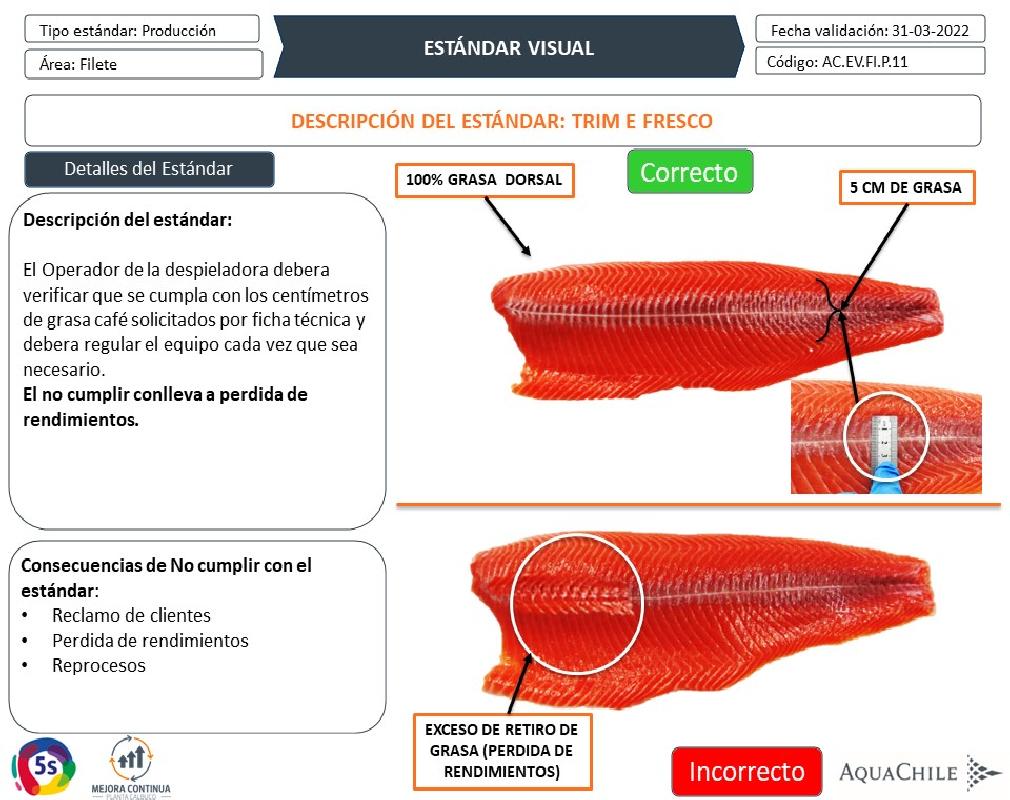 Tipo estándar: Producción
Área: Filete
ESTÁNDAR VISUAL
Fecha validación: 31-03-2022
Código: AC.EV.FI.P.11
DESCRIPCIÓN DEL ESTÁNDAR: TRIM E FRESCO
Detalles del Estándar
Descripción del estándar:
El Operador de la despieladora debera
verificar que se cumpla con los centímetros
de grasa café solicitados por ficha técnica y
debera regular el equipo cada vez que sea
necesario.
El no cumplir conlleva a perdida de
rendimientos.
Consecuencias de No cumplir con el
estándar:
• Reclamo de clientes
• Perdida de rendimientos
• Reprocesos
100% GRASA DORSAL
Correcto
5 CM DE GRASA
1
2
3
EXCESO DE RETIRO DE
GRASA (PERDIDA DE
RENDIMIENTOS)
Incorrecto
5s
MEJORA CONTINUA
PLANTA CALBUCO
AQUACHILE